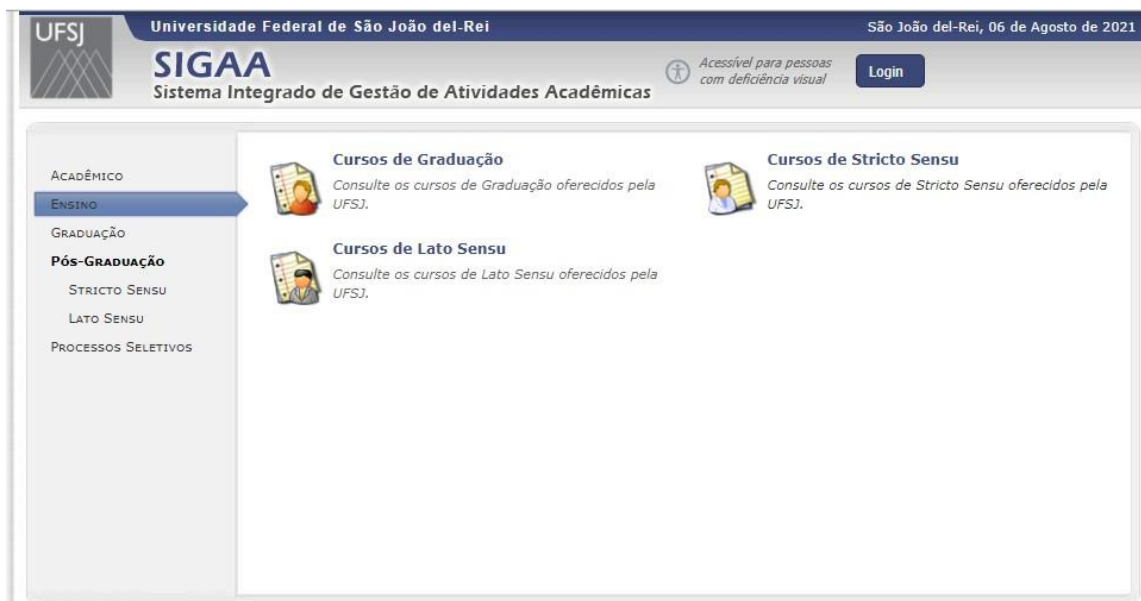 UFSJ
Universidade Federal de São João del-Rei
São João del-Rei, 06 de Agosto de 2021
SIGAA
Sistema Integrado de Gestão de Atividades Acadêmicas
Acessível para pessoas
com deficiência visual
Login
Acadêmico
Ensino
Graduação
Pós-Graduação
Stricto Sensu
Lato Sensu
Processos Seletivos
Cursos de Graduação
Consulte os cursos de Graduação oferecidos pela
UFSJ.
Cursos de Stricto Sensu
Consulte os cursos de Stricto Sensu oferecidos pela
UFSJ.
Cursos de Lato Sensu
Consulte os cursos de Lato Sensu oferecidos pela
UFSJ.